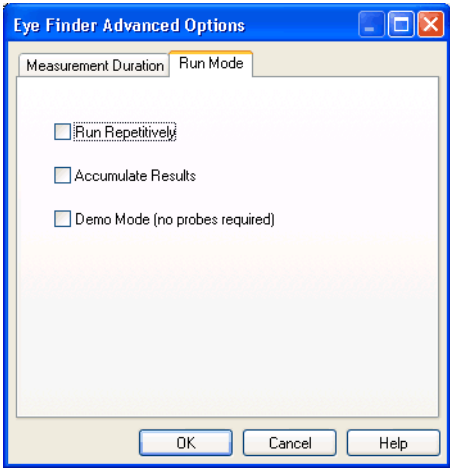 Eye Finder Advanced Options
Measurement Duration
Run Mode
Run Repetitively
Accumulate Results
Demo Mode (no probes required)
OK
Cancel
Help